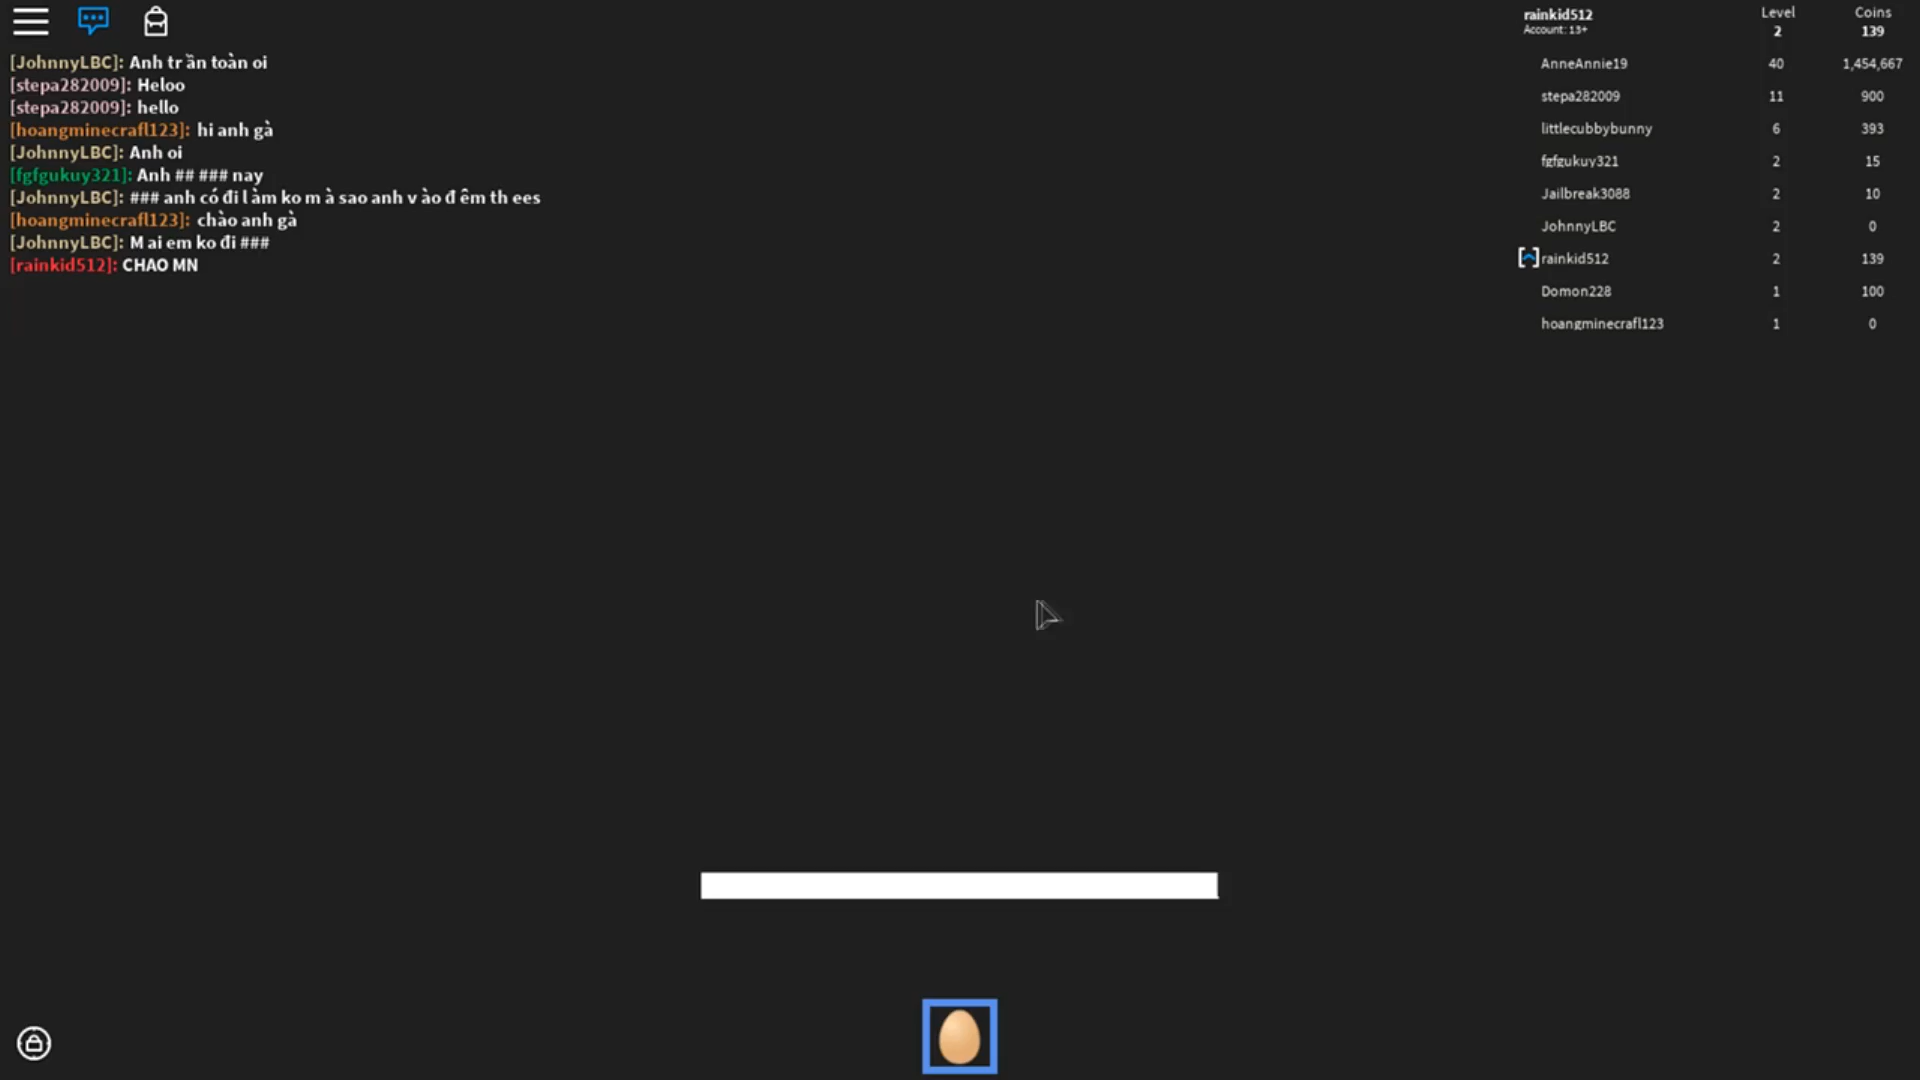 rainkid512 Level Coins
Account: 13+ 2 139
[JohnnyLBC]: Anh tr ần toàn oi
[stepa282009]: Heloo
[stepa282009]: hello
[hoangminecrafl123]: hi anh gà
[JohnnyLBC]: Anh oi
[fgfgukuy321]: Anh ## ### nay
[JohnnyLBC]: ### anh có đi l àm ko m à sao anh v ào đ êm th ees
[hoangminecrafl123]: chào anh gà
[JohnnyLBC]: M ai em ko đi ###
[rainkid512]: CHAO MN
AnneAnnie19 40 1,454,667
stepa282009 11 900
littlecubbybunny 6 393
fgfgukuy321 2 15
Jailbreak3088 2 10
JohnnyLBC 2 0
rainkid512 2 139
Domon228 1 100
hoangminecrafl123 1 0